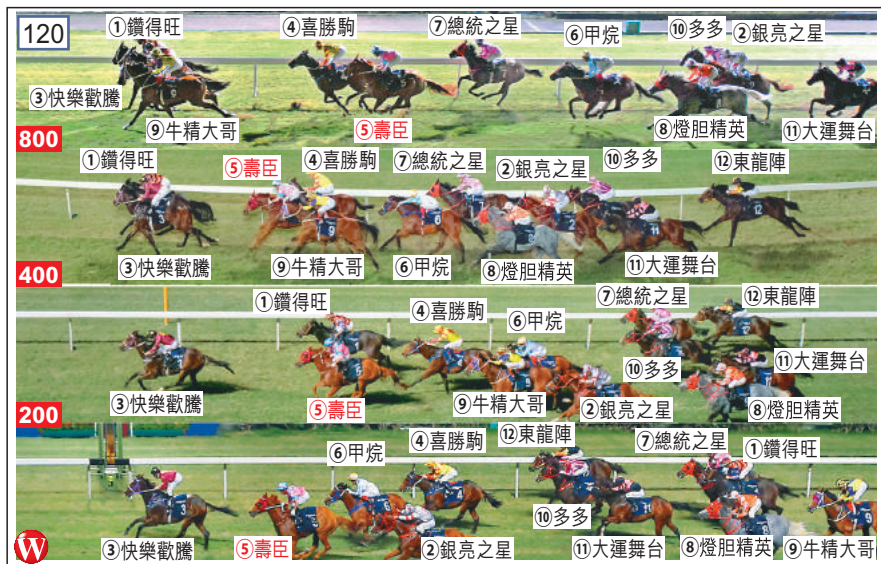 120
①鑽得旺
④喜勝駒
⑦總統之星
⑥甲烷
⑩多多
②銀亮之星
③快樂歡騰
⑨牛精大哥
⑤壽臣
⑧燈胆精英
⑪大運舞台
800
①鑽得旺
⑤壽臣
④喜勝駒
⑦總統之星
②銀亮之星
⑩多多
⑫東龍陣
③快樂歡騰
⑨牛精大哥
⑥甲烷
⑧燈胆精英
⑪大運舞台
3
9
6
2
11
12
400
①鑽得旺
④喜勝駒
⑥甲烷
⑦總統之星
⑫東龍陣
③快樂歡騰
⑤壽臣
⑨牛精大哥
②銀亮之星
⑩多多
⑪大運舞台
⑧燈胆精英
200
⑥甲烷
④喜勝駒
⑫東龍陣
⑦總統之星
①鑽得旺
③快樂歡騰
⑤壽臣
②銀亮之星
⑩多多
⑪大運舞台
⑧燈胆精英
⑨牛精大哥
3
4
11
W